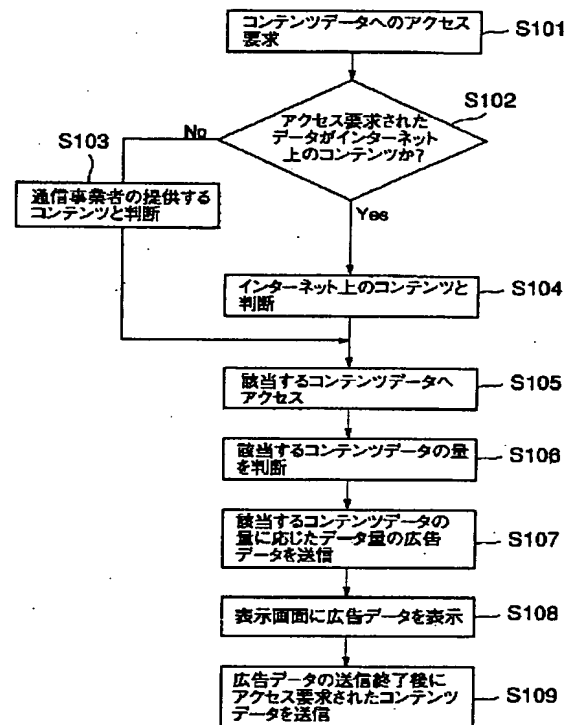 コンテンツデータへのアクセス
要求
S101
アクセス要求された
データがインターネット
上のコンテンツか?
S102
No
S103
通信事業者の提供する
コンテンツと判断
Yes
インターネット上のコンテンツと
判断
S104
該当するコンテンツデータへ
アクセス
S105
該当するコンテンツデータの量
を判断
S106
該当するコンテンツデータの
量に応じたデータ量の広告
データを送信
S107
表示画面に広告データを表示
S108
広告データの送信終了後に
アクセス要求されたコンテンツ
データを送信
S109